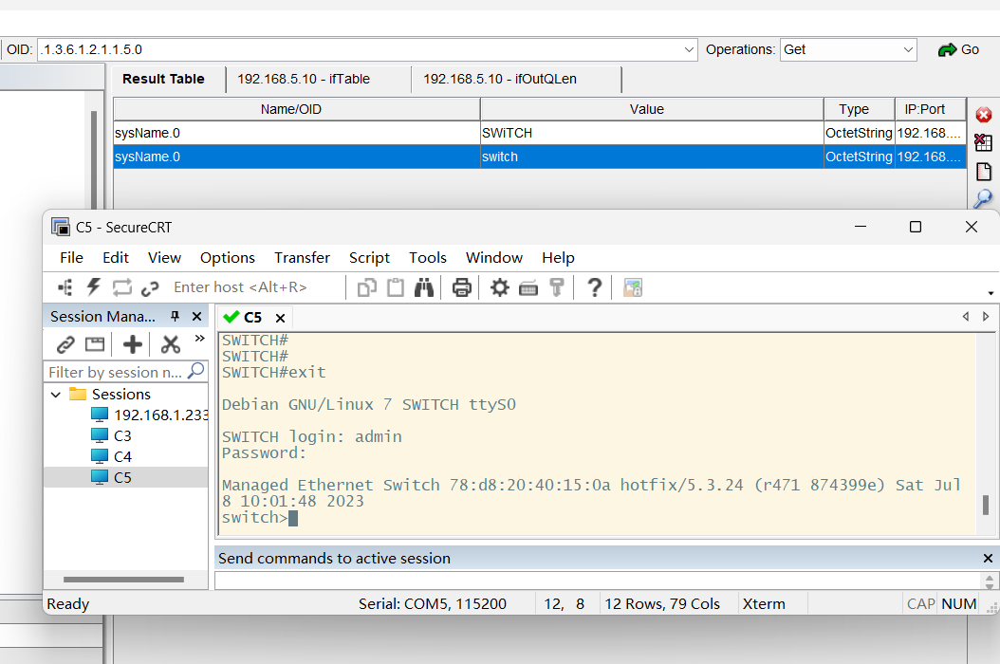 OID: .1.3.6.1.2.1.1.5.0 Operations: Get Go
Result Table 192.168.5.10 - ifTable 192.168.5.10 - ifOutQLen
Name/OID Value Type IP:Port
sysName.0 SWiTCH OctetString 192.168....
sysName.0 switch OctetString 192.168....
C5 - SecureCRT
File Edit View Options Transfer Script Tools Window Help
Enter host <Alt+R>
Session Mana...
C5
Filter by session n...
Sessions
192.168.1.233
C3
C4
C5
SWITCH#
SWITCH#
SWITCH#exit
Debian GNU/Linux 7 SWITCH ttyS0
SWITCH login: admin
Password:
Managed Ethernet Switch 78:d8:20:40:15:0a hotfix/5.3.24 (r471 874399e) Sat Jul
8 10:01:48 2023
switch>
Send commands to active session
Ready Serial: COM5, 115200 12, 8 12 Rows, 79 Cols Xterm CAP NUM